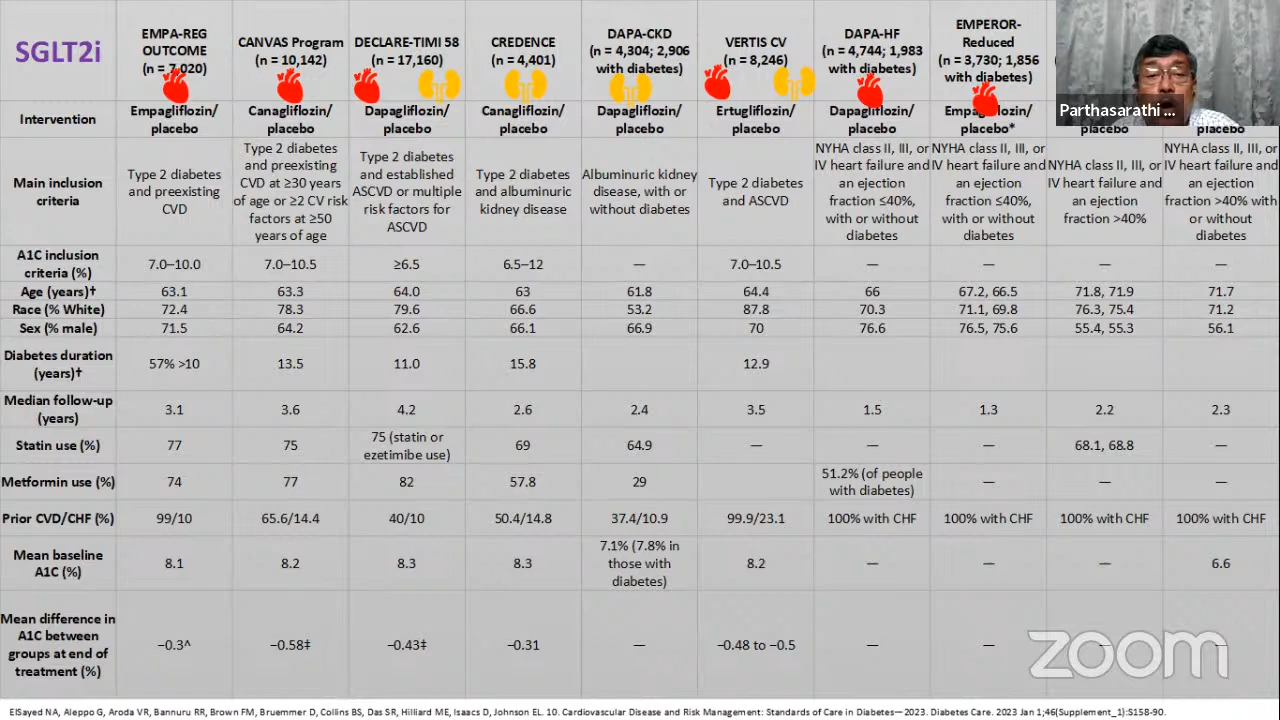 SGLT2i
EMPA-REG
OUTCOME
(n = 7,020)
CANVAS Program
(n = 10,142)
DECLARE-TIMI 58
(n = 17,160)
CREDENCE
(n = 4,401)
DAPA-CKD
(n = 4,304; 2,906
with diabetes)
VERTIS CV
(n = 8,246)
DAPA-HF
(n = 4,744; 1,983
with diabetes)
EMPEROR-
Reduced
(n = 3,730; 1,856
with diabetes)
Parthasarathi ...
Intervention
Empagliflozin/
placebo
Canagliflozin/
placebo
Dapagliflozin/
placebo
Canagliflozin/
placebo
Dapagliflozin/
placebo
Ertugliflozin/
placebo
Dapagliflozin/
placebo
Empagliflozin/
placebo*
placebo
placebo
Main inclusion
criteria
Type 2 diabetes
and preexisting
CVD
Type 2 diabetes
and preexisting
CVD at ≥30 years
of age or ≥2 CV risk
factors at ≥50
years of age
Type 2 diabetes
and established
ASCVD or multiple
risk factors for
ASCVD
Type 2 diabetes
and albuminuric
kidney disease
Albuminuric kidney
disease, with or
without diabetes
Type 2 diabetes
and ASCVD
NYHA class II, III, or
IV heart failure and
an ejection
fraction ≤40%,
with or without
diabetes
NYHA class II, III, or
IV heart failure and
an ejection
fraction ≤40%,
with or without
diabetes
NYHA class II, III, or
IV heart failure and
an ejection
fraction >40%
NYHA class II, III, or
IV heart failure and
an ejection
fraction >40% with
or without
diabetes
A1C inclusion
criteria (%)
7.0–10.0
7.0–10.5
≥6.5
6.5–12
—
7.0–10.5
—
—
—
—
Age (years)†
63.1
63.3
64.0
63
61.8
64.4
66
67.2, 66.5
71.8, 71.9
71.7
Race (% White)
72.4
78.3
79.6
66.6
53.2
87.8
70.3
71.1, 69.8
76.3, 75.4
71.2
Sex (% male)
71.5
64.2
62.6
66.1
66.9
70
76.6
76.5, 75.6
55.4, 55.3
56.1
Diabetes duration
(years)†
57% >10
13.5
11.0
15.8
12.9
Median follow-up
(years)
3.1
3.6
4.2
2.6
2.4
3.5
1.5
1.3
2.2
2.3
Statin use (%)
77
75
75 (statin or
ezetimibe use)
69
64.9
—
—
—
68.1, 68.8
—
Metformin use (%)
74
77
82
57.8
29
51.2% (of people
with diabetes)
—
—
—
Prior CVD/CHF (%)
99/10
65.6/14.4
40/10
50.4/14.8
37.4/10.9
99.9/23.1
100% with CHF
100% with CHF
100% with CHF
100% with CHF
Mean baseline
A1C (%)
8.1
8.2
8.3
8.3
7.1% (7.8% in
those with
diabetes)
8.2
—
—
—
6.6
Mean difference in
A1C between
groups at end of
treatment (%)
−0.3^
−0.58‡
−0.43‡
−0.31
—
−0.48 to −0.5
—
—
—
—
zoom
ElSayed NA, Aleppo G, Aroda VR, Bannuru RR, Brown FM, Bruemmer D, Collins BS, Das SR, Hilliard ME, Isaacs D, Johnson EL. 10. Cardiovascular Disease and Risk Management: Standards of Care in Diabetes—2023. Diabetes Care. 2023 Jan 1;46(Supplement_1):S158-90.